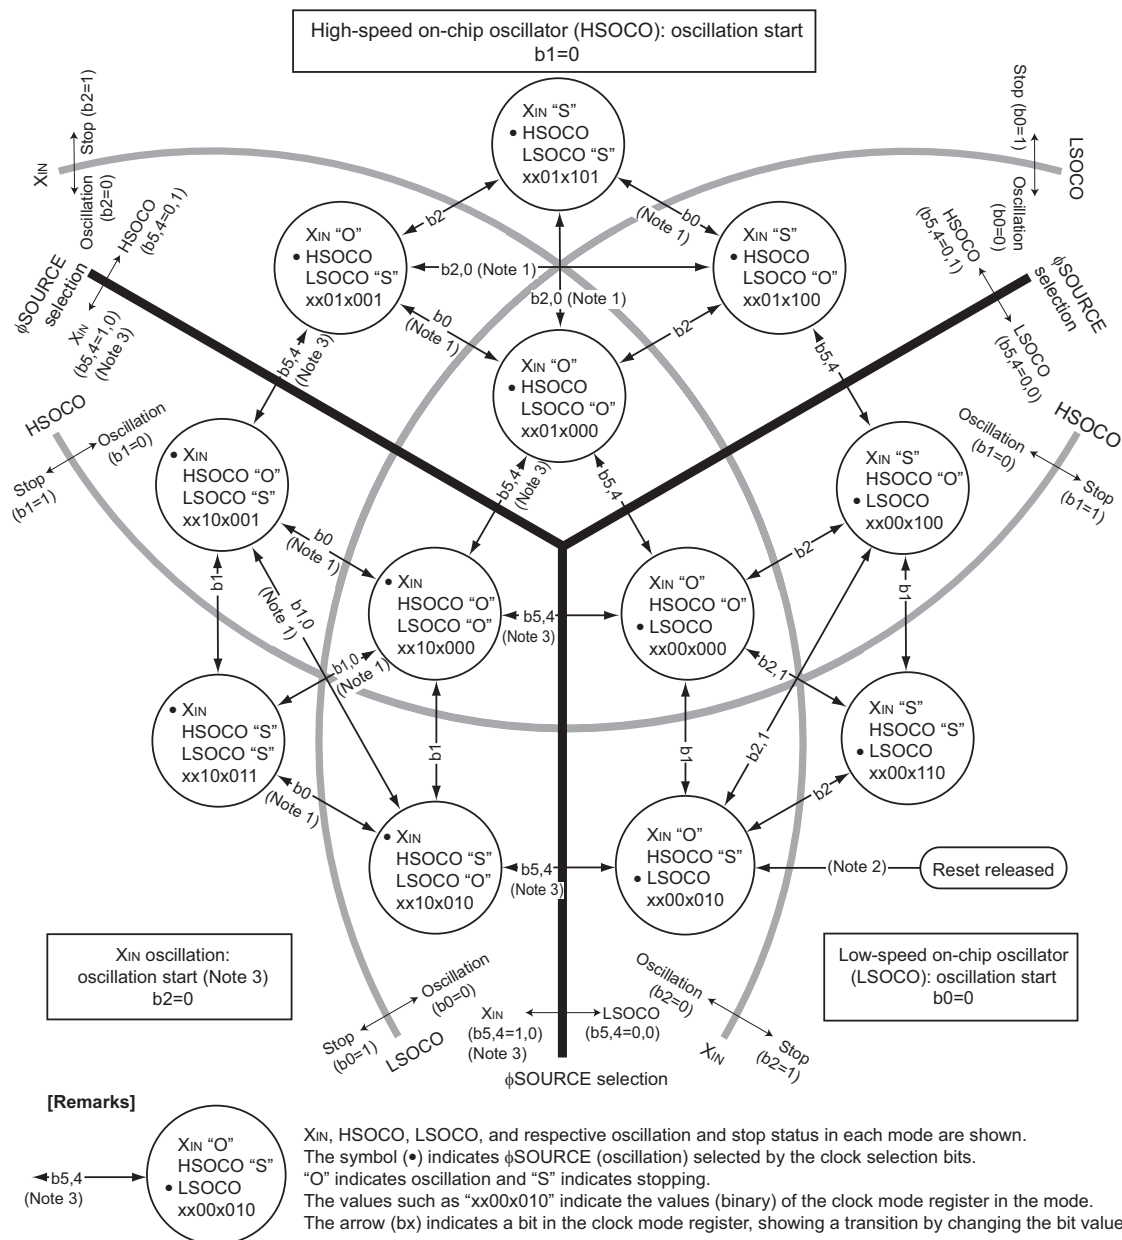 High-speed on-chip oscillator (HSOCO): oscillation start
b1=0
XIN
Stop (b2=1)
Oscillation
(b2=0)
HSOCO
(b5,4=0,1)
ϕSOURCE
selection
XIN
(b5,4=1,0)
(Note 3)
LSOCO
Stop (b0=1)
Oscillation
(b0=0)
HSOCO
(b5,4=0,1)
ϕSOURCE
selection
LSOCO
(b5,4=0,0)
XIN “S”
• HSOCO
LSOCO “S”
xx01x101
b2
b0
(Note 1)
XIN “O”
• HSOCO
LSOCO “S”
xx01x001
b2,0 (Note 1)
b2,0 (Note 1)
XIN “S”
• HSOCO
LSOCO “O”
xx01x100
b0
(Note 1)
b2
b5,4
(Note 3)
XIN “O”
• HSOCO
LSOCO “O”
xx01x000
b5,4
HSOCO
Oscillation
(b1=0)
Stop
(b1=1)
HSOCO
Oscillation
(b1=0)
Stop
(b1=1)
• XIN
HSOCO “O”
LSOCO “S”
xx10x001
b5,4
(Note 3)
b5,4
XIN “S”
HSOCO “O”
• LSOCO
xx00x100
b0
(Note 1)
b2
b1
b1,0
(Note 1)
• XIN
HSOCO “O”
LSOCO “O”
xx10x000
b5,4
(Note 3)
XIN “O”
HSOCO “O”
• LSOCO
xx00x000
b1
b1,0
(Note 1)
b2,1
• XIN
HSOCO “S”
LSOCO “S”
xx10x011
b1
b1
b2,1
XIN “S”
HSOCO “S”
• LSOCO
xx00x110
b0
(Note 1)
b2
• XIN
HSOCO “S”
LSOCO “O”
xx10x010
b5,4
(Note 3)
XIN “O”
HSOCO “S”
• LSOCO
xx00x010
(Note 2)
Reset released
XIN oscillation:
oscillation start (Note 3)
b2=0
Low-speed on-chip oscillator
(LSOCO): oscillation start
b0=0
Oscillation
(b0=0)
Stop
(b0=1)
LSOCO
XIN
(b5,4=1,0)
(Note 3)
LSOCO
(b5,4=0,0)
ϕSOURCE selection
Oscillation
(b2=0)
Stop
(b2=1)
XIN
[Remarks]
b5,4
(Note 3)
XIN “O”
HSOCO “S”
• LSOCO
xx00x010
XIN, HSOCO, LSOCO, and respective oscillation and stop status in each mode are shown.
The symbol (•) indicates ϕSOURCE (oscillation) selected by the clock selection bits.
“O” indicates oscillation and “S” indicates stopping.
The values such as “xx00x010” indicate the values (binary) of the clock mode register in the mode.
The arrow (bx) indicates a bit in the clock mode register, showing a transition by changing the bit value